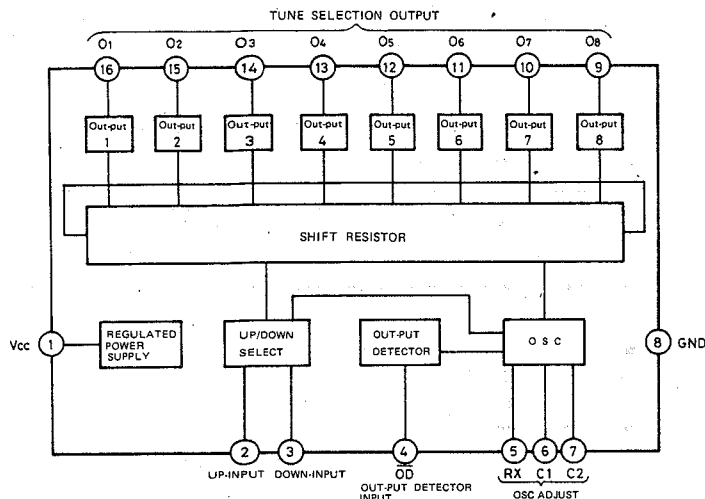 TUNE SELECTION OUTPUT
O1 O2 O3 O4 O5 O6 O7 O8
16 15 14 13 12 11 10 9
Out-put 1
Out-put 2
Out-put 3
Out-put 4
Out-put 5
Out-put 6
Out-put 7
Out-put 8
SHIFT RESISTOR
Vcc 1
REGULATED
POWER
SUPPLY
UP/DOWN
SELECT
OUT-PUT
DETECTOR
O S C
8 GND
2 3 4 5 6 7
UP-INPUT DOWN-INPUT
OD
OUT-PUT DETECTOR
INPUT
RX C1 C2
OSC ADJUST